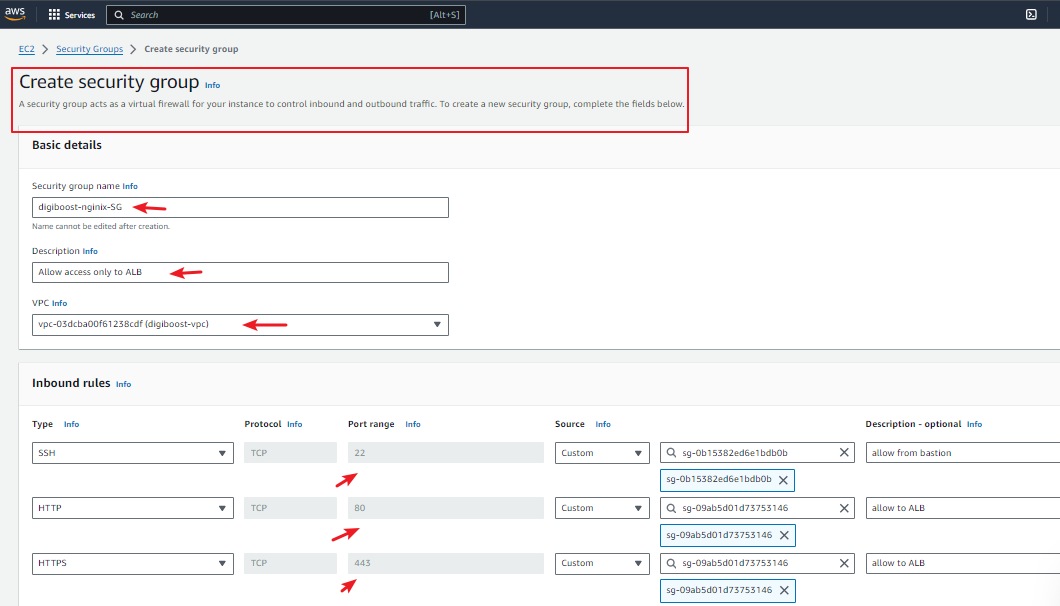 aws Services Search [Alt+S]
EC2 > Security Groups > Create security group
Create security group Info
A security group acts as a virtual firewall for your instance to control inbound and outbound traffic. To create a new security group, complete the fields below.
Basic details
Security group name Info
digiboost-nginix-SG
Name cannot be edited after creation.
Description Info
Allow access only to ALB
VPC Info
vpc-03dcba00f61238cdf (digiboost-vpc)
Inbound rules Info
Type Info Protocol Info Port range Info Source Info Description - optional Info
SSH TCP 22 Custom sg-0b15382ed6e1bdb0b allow from bastion
sg-0b15382ed6e1bdb0b
HTTP TCP 80 Custom sg-09ab5d01d73753146 allow to ALB
sg-09ab5d01d73753146
HTTPS TCP 443 Custom sg-09ab5d01d73753146 allow to ALB
sg-09ab5d01d73753146